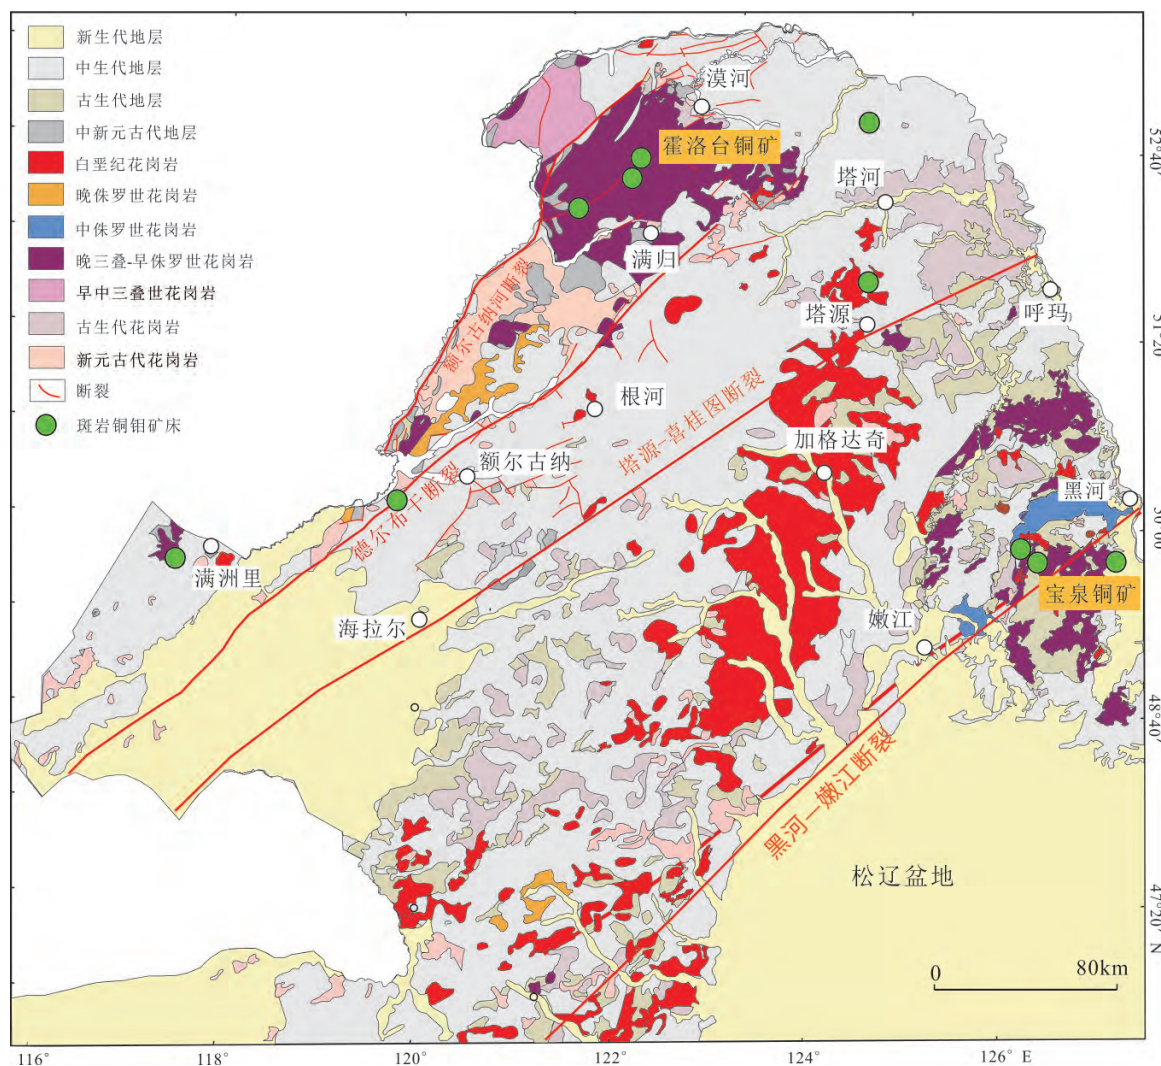 新生代地层
中生代地层
古生代地层
中新元古代地层
白垩纪花岗岩
晚侏罗世花岗岩
中侏罗世花岗岩
晚三叠-早侏罗世花岗岩
早中三叠世花岗岩
古生代花岗岩
新元古代花岗岩
断裂
斑岩铜钼矿床
漠河
霍洛台铜矿
塔河
满归
额尔古纳河断裂
塔源
呼玛
根河
塔源-喜桂图断裂
加格达奇
额尔古纳
德尔布干断裂
黑河
满洲里
宝泉铜矿
海拉尔
嫩江
黑河—嫩江断裂
松辽盆地
0 80km
52°40′
51°20′
50°00′
48°40′
47°20′ N
116° 118° 120° 122° 124° 126° E